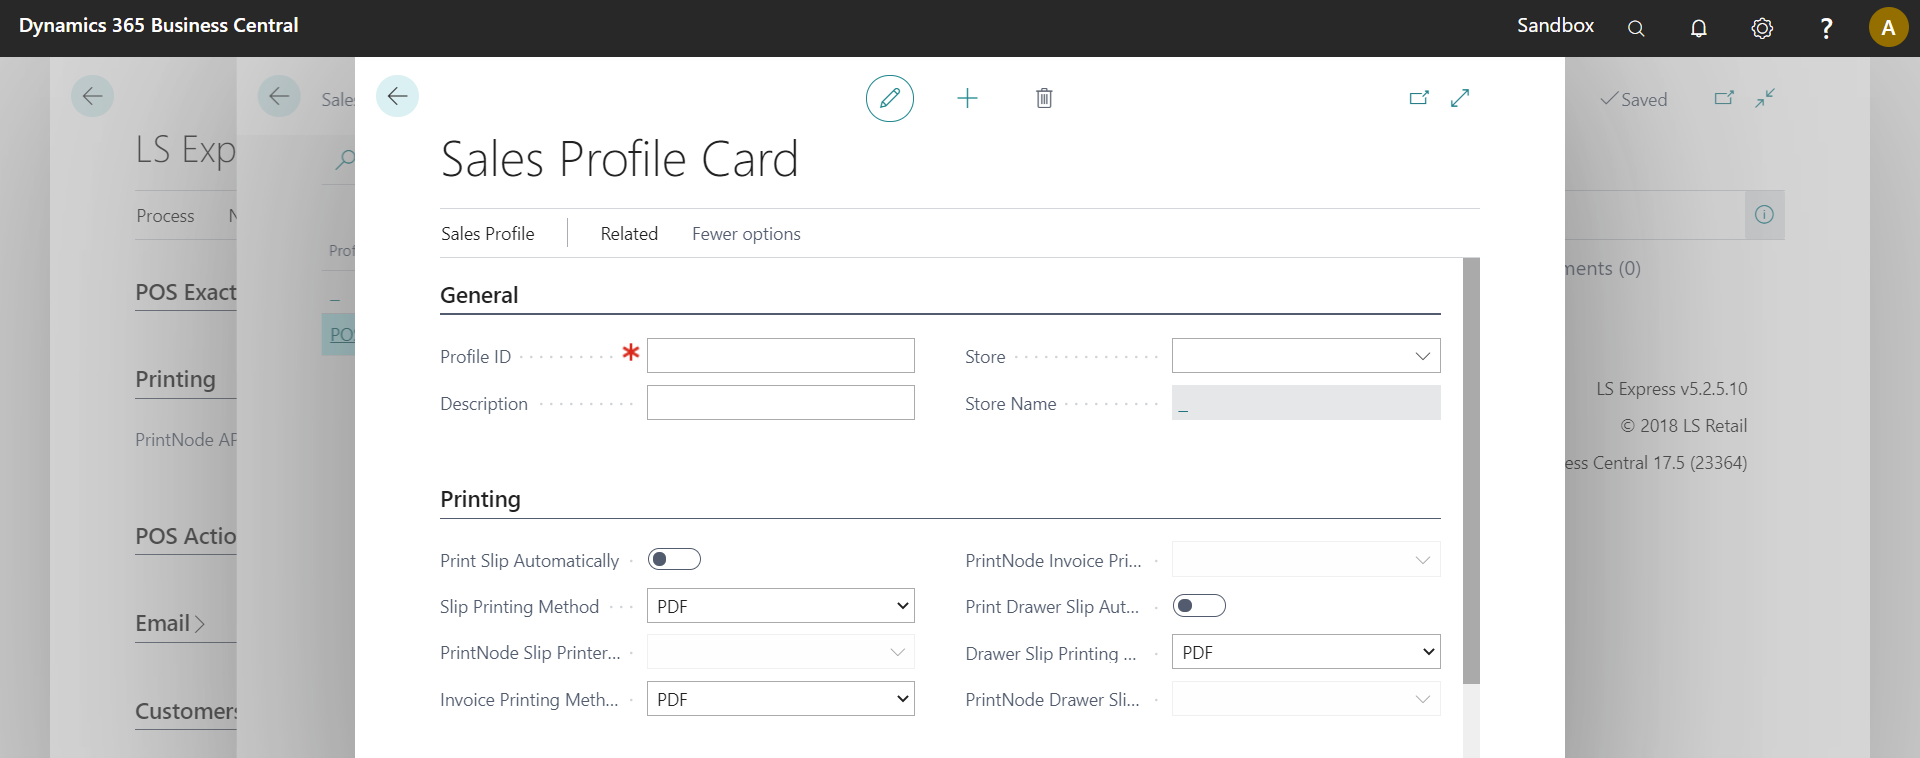 Dynamics 365 Business Central
Sandbox
?
A
LS Exp
Process
POS Exact
Printing
PrintNode AP
POS Actio
Email
Customers
Sales
Prof
_
POS
Sales Profile Card
Sales Profile
Related
Fewer options
General
Profile ID
*
Store
Description
Store Name
_
Printing
Print Slip Automatically
PrintNode Invoice Pri...
Slip Printing Method
PDF
Print Drawer Slip Aut...
PrintNode Slip Printer...
Drawer Slip Printing ...
PDF
Invoice Printing Meth...
PDF
PrintNode Drawer Sli...
Saved
ments (0)
LS Express v5.2.5.10
© 2018 LS Retail
ess Central 17.5 (23364)